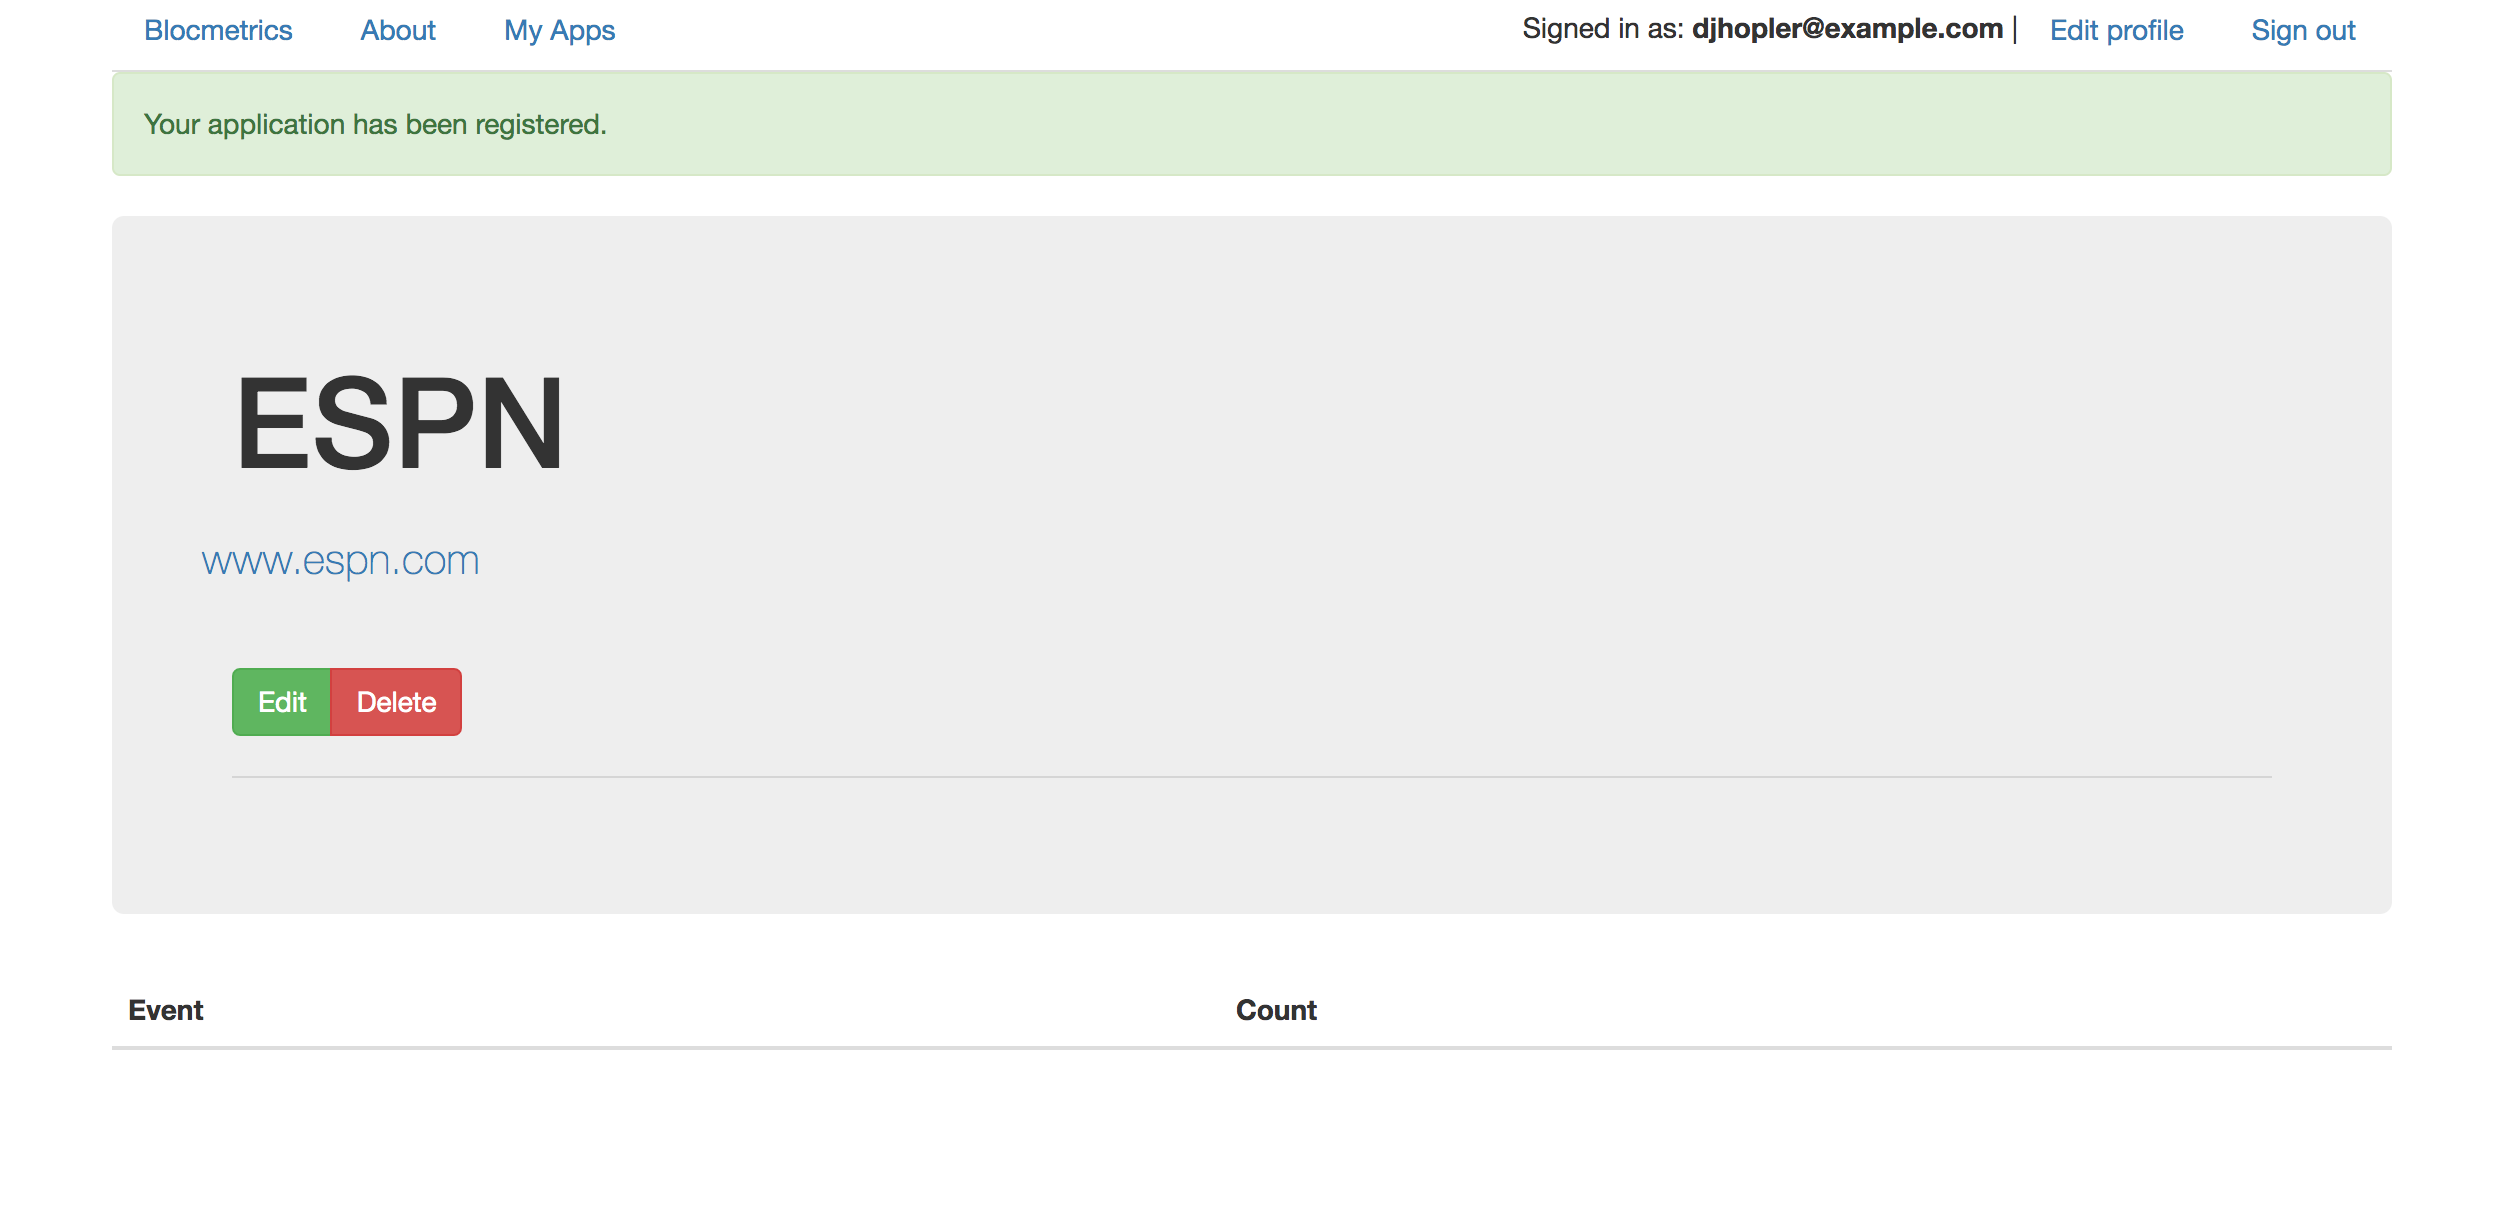 Blocmetrics About My Apps Signed in as: djhopler@example.com | Edit profile Sign out
Your application has been registered.
ESPN
www.espn.com
Edit Delete
Event Count